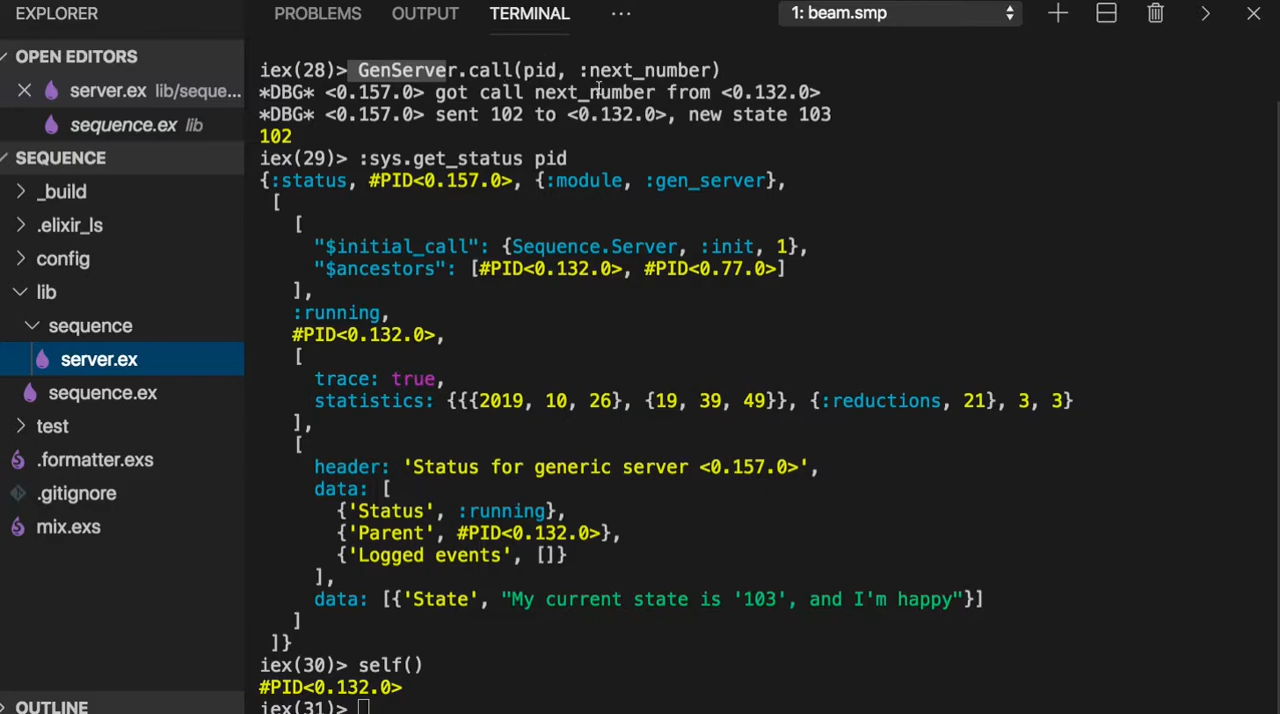 EXPLORER
OPEN EDITORS
server.ex lib/seque...
sequence.ex lib
SEQUENCE
_build
.elixir_ls
config
lib
sequence
server.ex
sequence.ex
test
.formatter.exs
.gitignore
mix.exs
OUTLINE
PROBLEMS OUTPUT TERMINAL ... 1: beam.smp
iex(28)> GenServer.call(pid, :next_number)
*DBG* <0.157.0> got call next_number from <0.132.0>
*DBG* <0.157.0> sent 102 to <0.132.0>, new state 103
102
iex(29)> :sys.get_status pid
{:status, #PID<0.157.0>, {:module, :gen_server},
[
[
"$initial_call": {Sequence.Server, :init, 1},
"$ancestors": [#PID<0.132.0>, #PID<0.77.0>]
],
:running,
#PID<0.132.0>,
[
trace: true,
statistics: {{{2019, 10, 26}, {19, 39, 49}}, {:reductions, 21}, 3, 3}
],
[
header: 'Status for generic server <0.157.0>',
data: [
{'Status', :running},
{'Parent', #PID<0.132.0>},
{'Logged events', []}
],
data: [{'State', "My current state is '103', and I'm happy"}]
]
]}
iex(30)> self()
#PID<0.132.0>
iex(31)>